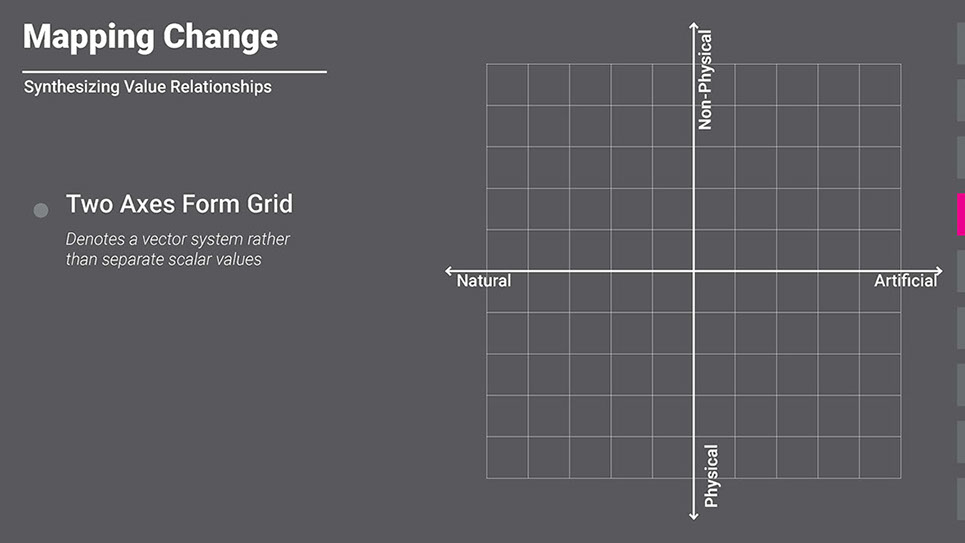 Mapping Change
Synthesizing Value Relationships
Two Axes Form Grid
Denotes a vector system rather
than separate scalar values
Non-Physical
Natural
Artificial
Physical